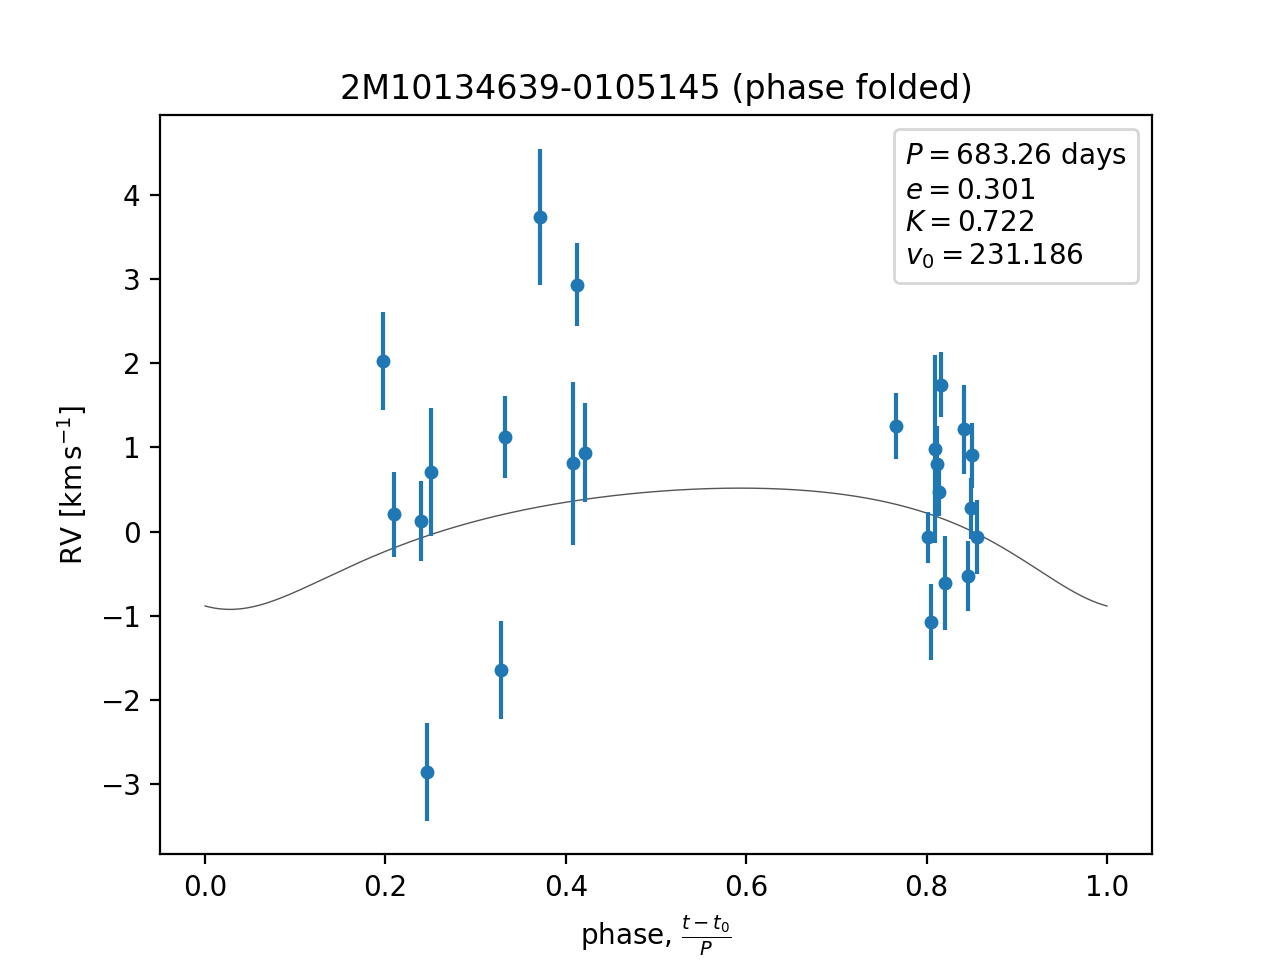 2M10134639-0105145 (phase folded)
P = 683.26 days
e = 0.301
K = 0.722
v₀ = 231.186
RV [km s⁻¹]
4
3
2
1
0
−1
−2
−3
0.0 0.2 0.4 0.6 0.8 1.0
phase, (t − t₀)/P